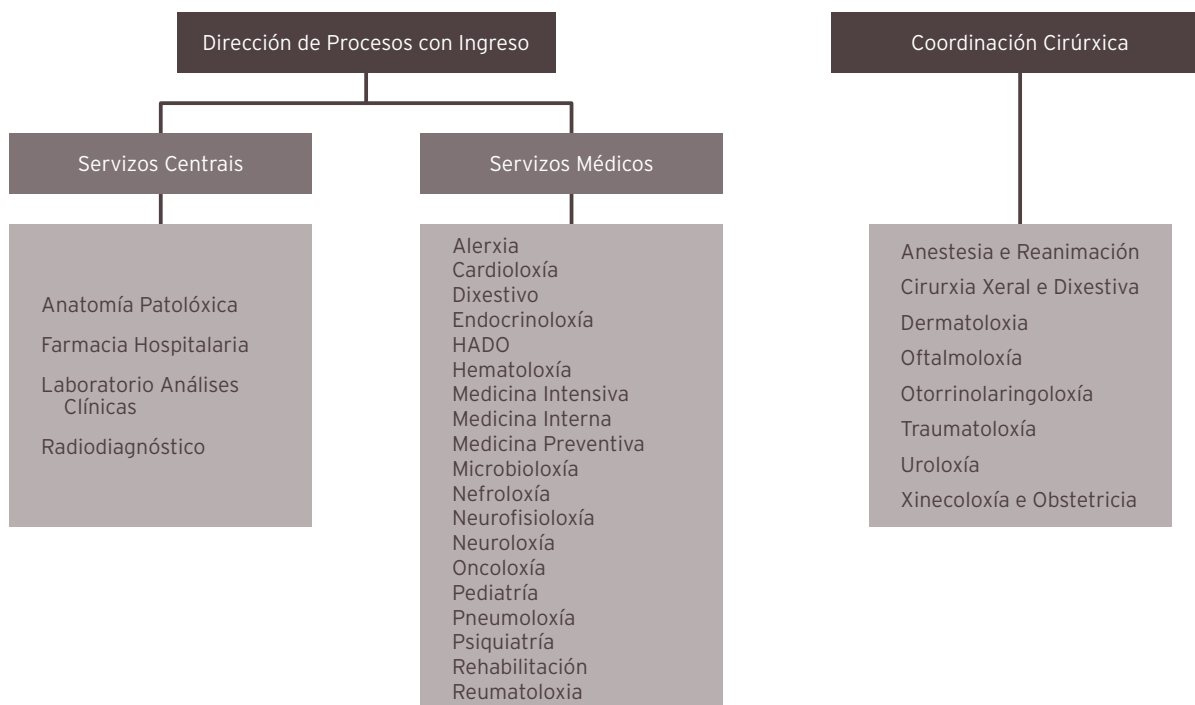 Dirección de Procesos con Ingreso
Coordinación Cirúrxica
Servizos Centrais
Servizos Médicos
Anatomía Patolóxica
Farmacia Hospitalaria
Laboratorio Análises
Clínicas
Radiodiagnóstico
Alerxia
Cardioloxía
Dixestivo
Endocrinoloxía
HADO
Hematoloxía
Medicina Intensiva
Medicina Interna
Medicina Preventiva
Microbioloxía
Nefroloxía
Neurofisioloxía
Neuroloxía
Oncoloxía
Pediatría
Pneumoloxía
Psiquiatría
Rehabilitación
Reumatoloxia
Anestesia e Reanimación
Cirurxia Xeral e Dixestiva
Dermatoloxia
Oftalmoloxía
Otorrinolaringoloxía
Traumatoloxía
Uroloxía
Xinecoloxía e Obstetricia